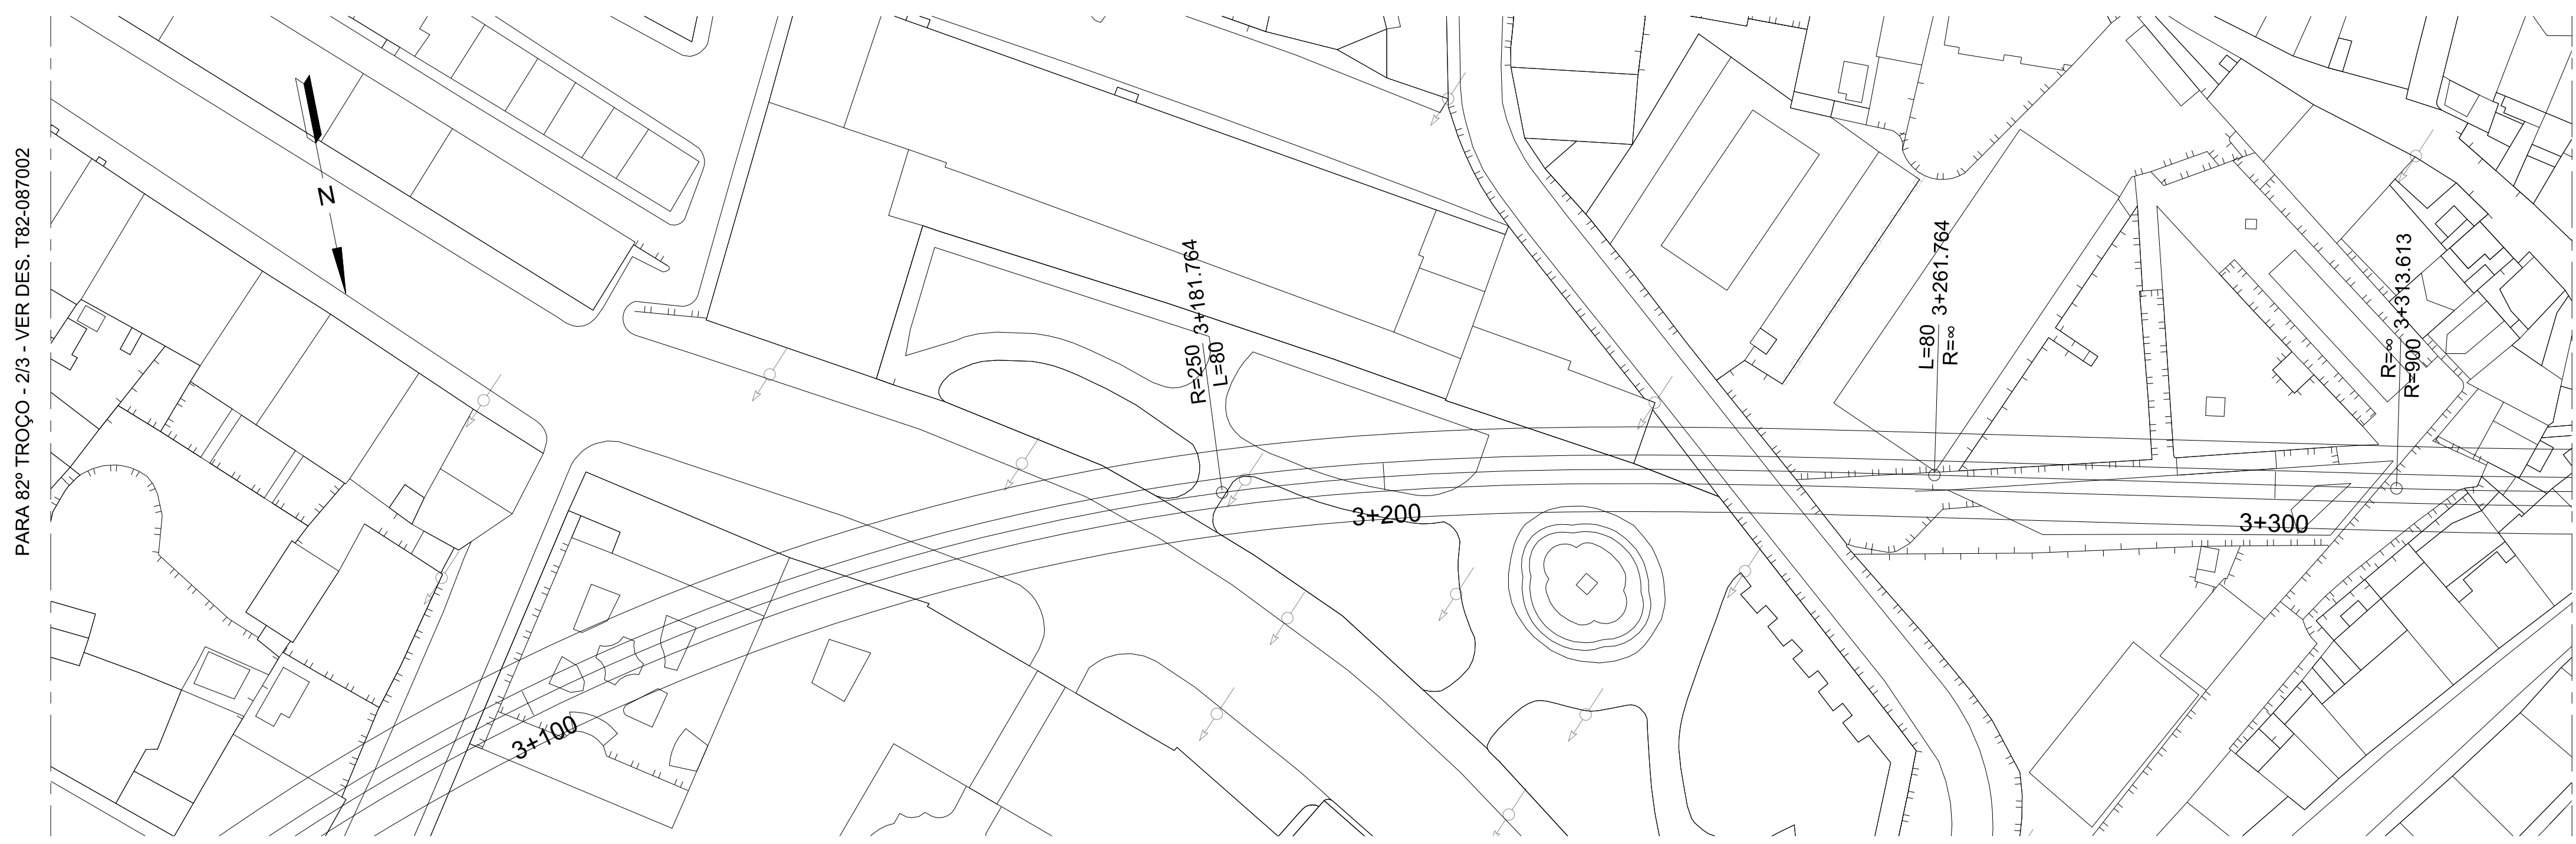 PARA 82º TROÇO - 2/3 - VER DES. T82-087002
N
3+181.764
R=250
L=80
3+261.764
L=80
R=∞
3+313.613
R=∞
R=900
3+100
3+200
3+300